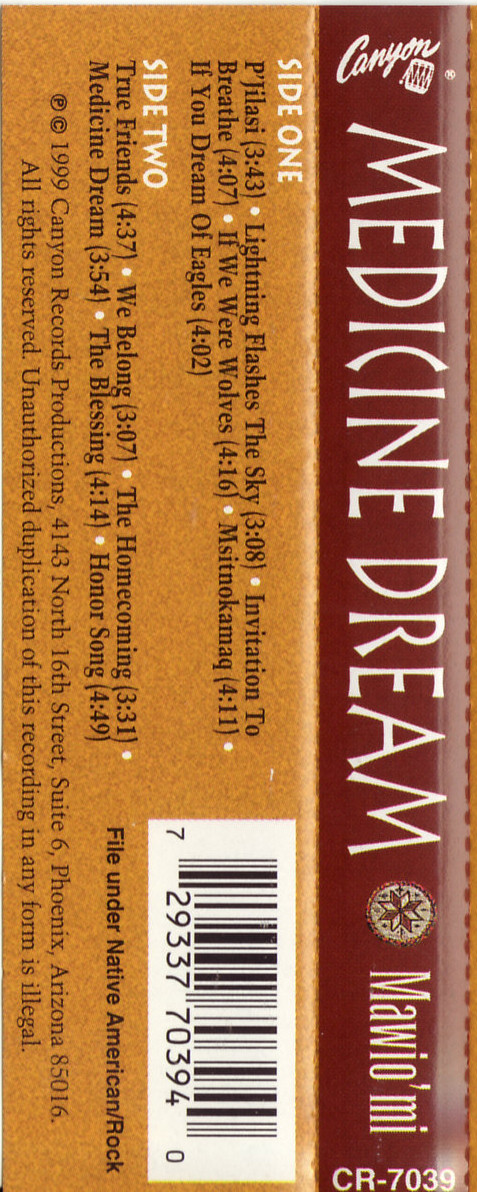 Canyon ®
MEDICINE DREAM
Mawio'mi
CR-7039
SIDE ONE
P'Jilasi (3:43) • Lightning Flashes The Sky (3:08) • Invitation To
Breathe (4:07) • If We Were Wolves (4:16) • Msitnokamaq (4:11) •
If You Dream Of Eagles (4:02)
SIDE TWO
True Friends (4:37) • We Belong (3:07) • The Homecoming (3:31) •
Medicine Dream (3:54) • The Blessing (4:14) • Honor Song (4:49)
℗ © 1999 Canyon Records Productions, 4143 North 16th Street, Suite 6, Phoenix, Arizona 85016.
All rights reserved. Unauthorized duplication of this recording in any form is illegal.
7 29337 70394 0
File under Native American/Rock